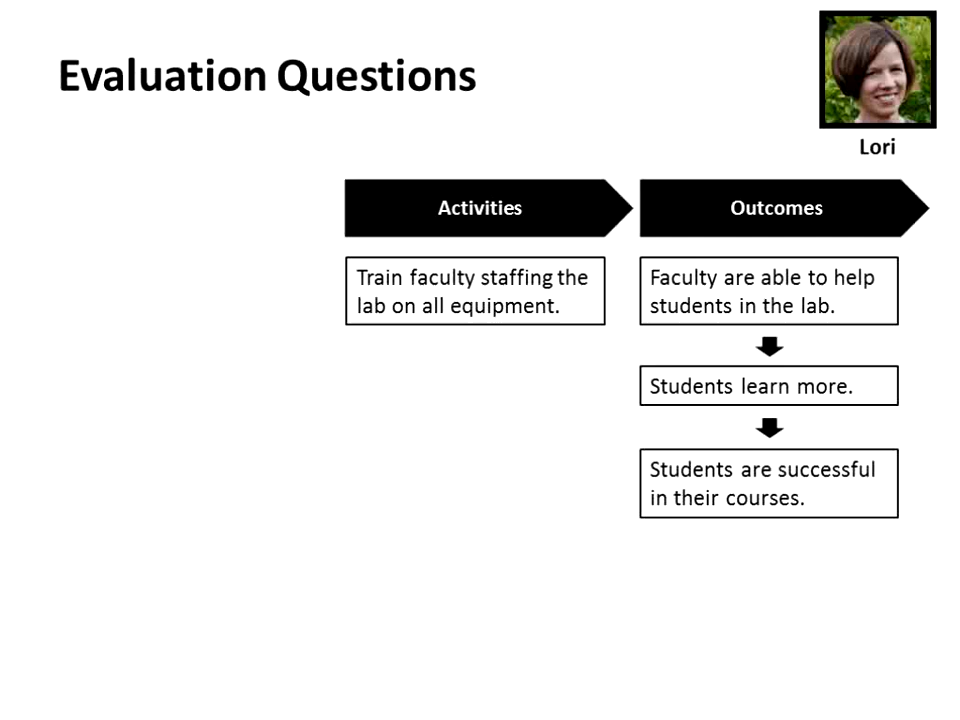 Evaluation Questions
Lori
Activities
Outcomes
Train faculty staffing the
lab on all equipment.
Faculty are able to help
students in the lab.
Students learn more.
Students are successful
in their courses.